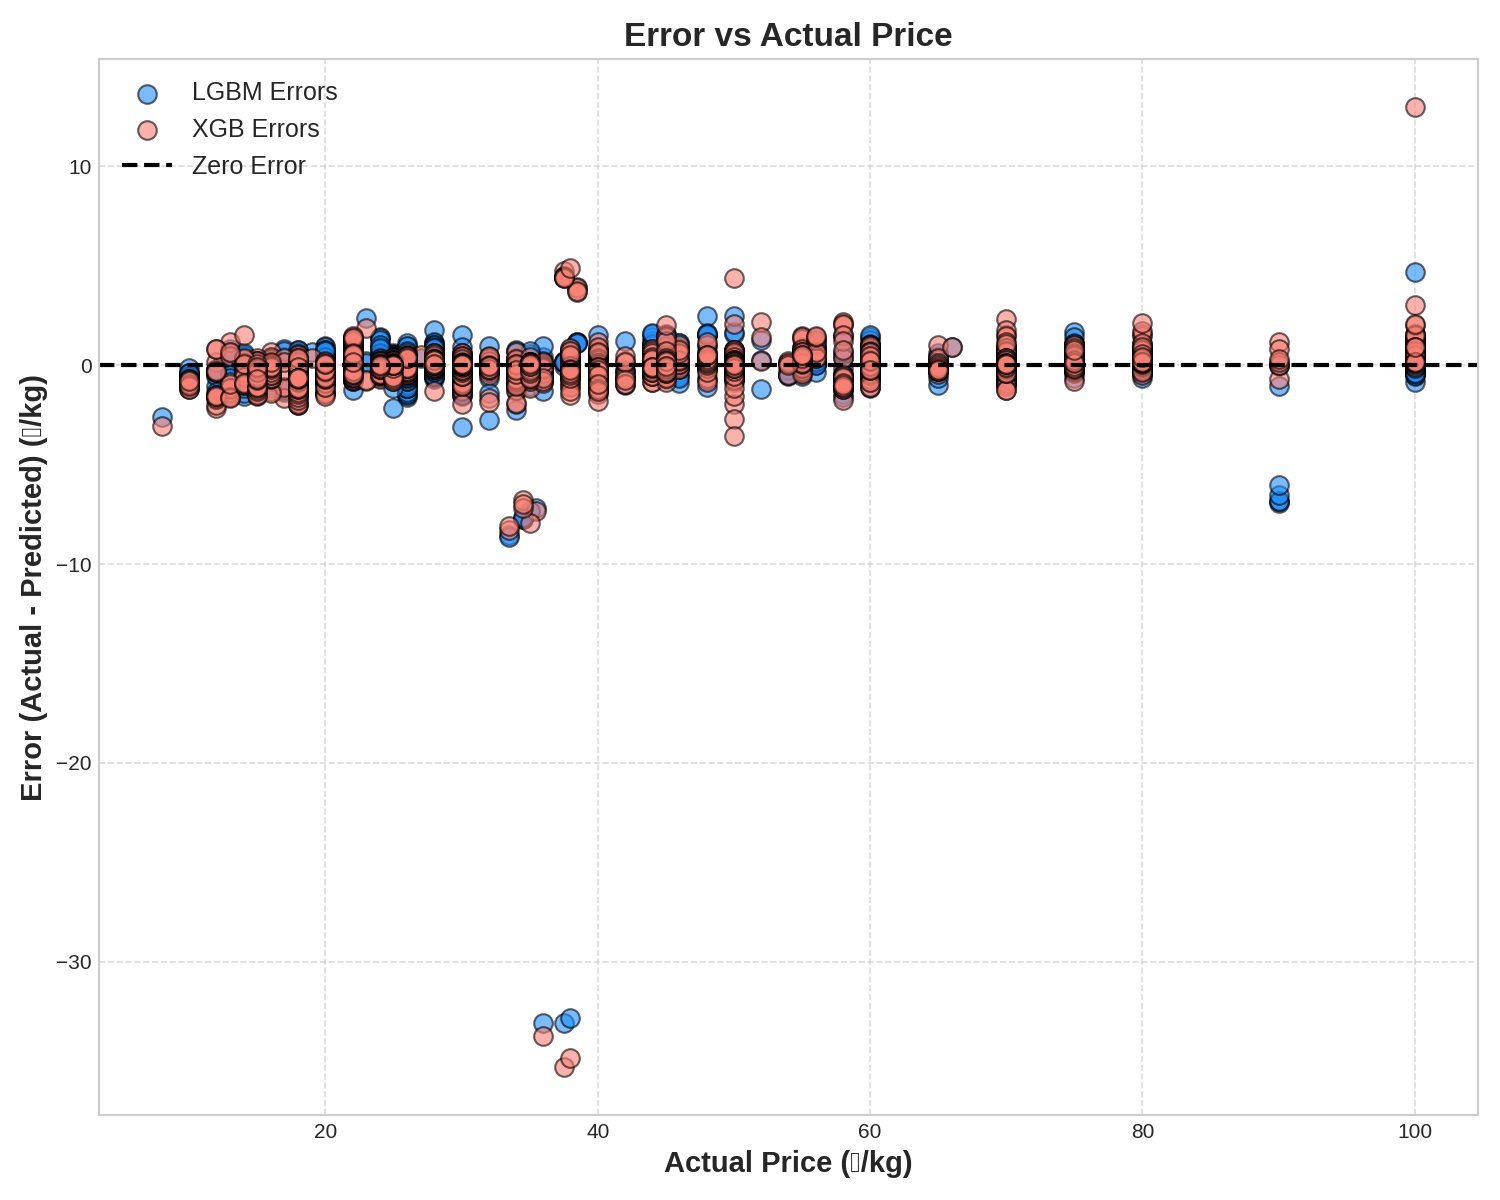 Error vs Actual Price
LGBM Errors
XGB Errors
Zero Error
Error (Actual - Predicted) (▯/kg)
10
0
−10
−20
−30
20
40
60
80
100
Actual Price (▯/kg)